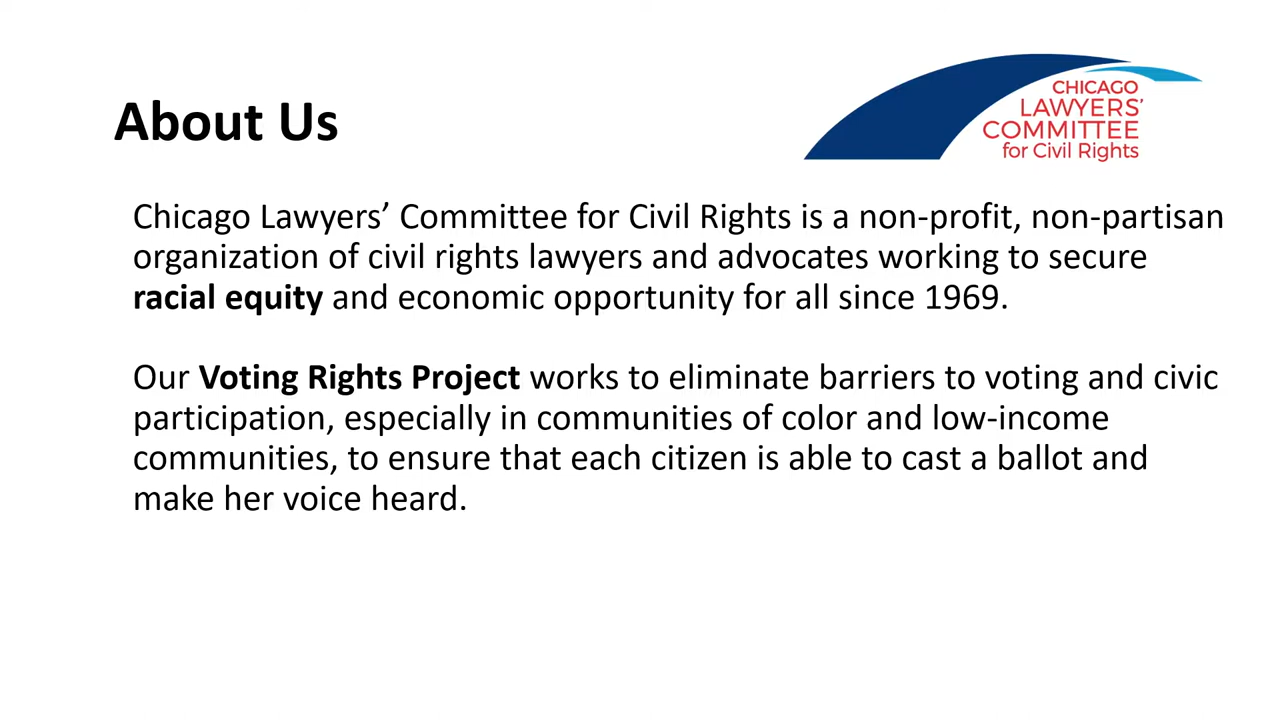 About Us
CHICAGO
LAWYERS’
COMMITTEE
for Civil Rights
Chicago Lawyers’ Committee for Civil Rights is a non-profit, non-partisan
organization of civil rights lawyers and advocates working to secure
racial equity and economic opportunity for all since 1969.
Our Voting Rights Project works to eliminate barriers to voting and civic
participation, especially in communities of color and low-income
communities, to ensure that each citizen is able to cast a ballot and
make her voice heard.